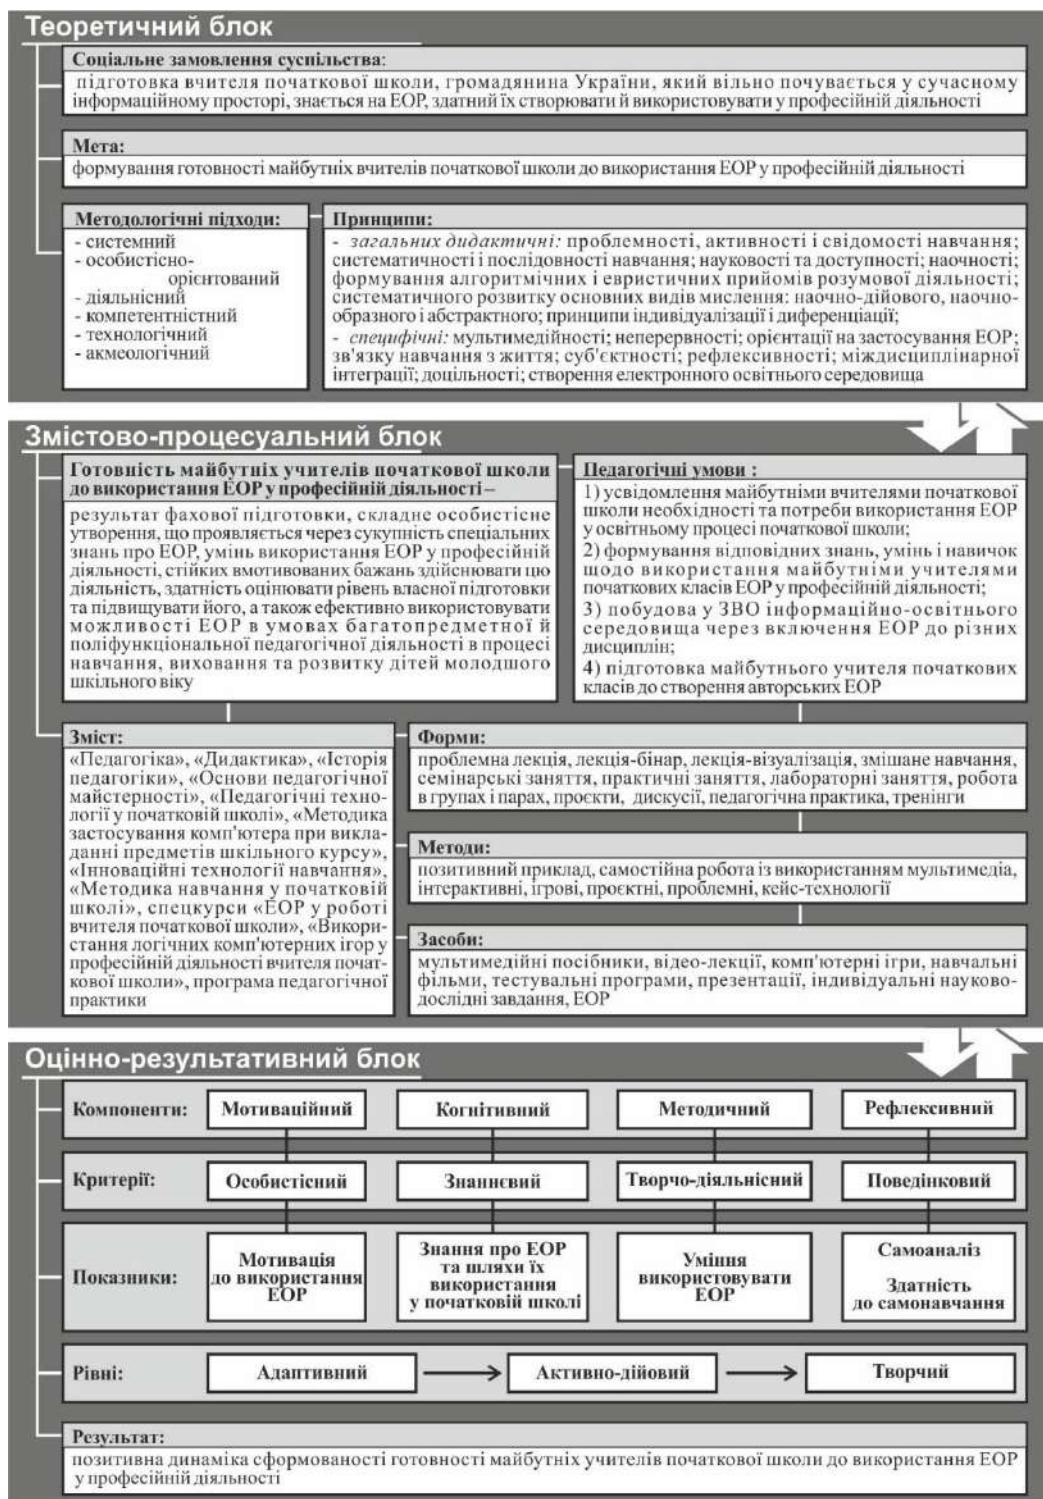 Теоретичний блок
Соціальне замовлення суспільства:
підготовка вчителя початкової школи, громадянина України, який вільно почувається у сучасному
інформаційному просторі, знається на ЕОР, здатний їх створювати й використовувати у професійній діяльності
Мета:
формування готовності майбутніх вчителів початкової школи до використання ЕОР у професійній діяльності
Методологічні підходи:
- системний
- особистісно-
орієнтований
- діяльнісний
- компетентністний
- технологічний
- акмеологічний
Принципи:
- загальних дидактичні: проблемності, активності і свідомості навчання;
систематичності і послідовності навчання; науковості та доступності; наочності;
формування алгоритмічних і евристичних прийомів розумової діяльності;
систематичного розвитку основних видів мислення: наочно-дійового, наочно-
образного і абстрактного; принципи індивідуалізації і диференціації;
- специфічні: мультимедійності; неперервності; орієнтації на застосування ЕОР;
зв'язку навчання з життя; суб'єктності; рефлексивності; міждисциплінарної
інтеграції; доцільності; створення електронного освітнього середовища
Змістово-процесуальний блок
Готовність майбутніх учителів початкової школи
до використання ЕОР у професійній діяльності –
результат фахової підготовки, складне особистісне
утворення, що проявляється через сукупність спеціальних
знань про ЕОР, умінь використання ЕОР у професійній
діяльності, стійких вмотивованих бажань здійснювати цю
діяльність, здатність оцінювати рівень власної підготовки
та підвищувати його, а також ефективно використовувати
можливості ЕОР в умовах багатопредметної й
поліфункціональної педагогічної діяльності в процесі
навчання, виховання та розвитку дітей молодшого
шкільного віку
Педагогічні умови :
1) усвідомлення майбутніми вчителями початкової
школи необхідності та потреби використання ЕОР
у освітньому процесі початкової школи;
2) формування відповідних знань, умінь і навичок
щодо використання майбутніми учителями
початкових класів ЕОР у професійній діяльності;
3) побудова у ЗВО інформаційно-освітнього
середовища через включення ЕОР до різних
дисциплін;
4) підготовка майбутнього учителя початкових
класів до створення авторських ЕОР
Зміст:
«Педагогіка», «Дидактика», «Історія
педагогіки», «Основи педагогічної
майстерності», «Педагогічні техно-
логії у початковій школі», «Методика
застосування комп'ютера при викла-
данні предметів шкільного курсу»,
«Інноваційні технології навчання»,
«Методика навчання у початковій
школі», спецкурси «ЕОР у роботі
вчителя початкової школи», «Викори-
стання логічних комп'ютерних ігор у
професійній діяльності вчителя почат-
кової школи», програма педагогічної
практики
Форми:
проблемна лекція, лекція-бінар, лекція-візуалізація, змішане навчання,
семінарські заняття, практичні заняття, лабораторні заняття, робота
в групах і парах, проєкти, дискусії, педагогічна практика, тренінги
Методи:
позитивний приклад, самостійна робота із використанням мультимедіа,
інтерактивні, ігрові, проєктні, проблемні, кейс-технології
Засоби:
мультимедійні посібники, відео-лекції, комп'ютерні ігри, навчальні
фільми, тестувальні програми, презентації, індивідуальні науково-
дослідні завдання, ЕОР
Оцінно-результативний блок
Компоненти: Мотиваційний Когнітивний Методичний Рефлексивний
Критерії: Особистісний Знаннєвий Творчо-діяльнісний Поведінковий
Показники:
Мотивація
до використання
ЕОР
Знання про ЕОР
та шляхи їх
використання
у початковій школі
Уміння
використовувати
ЕОР
Самоаналіз
Здатність
до самонавчання
Рівні: Адаптивний Активно-дійовий Творчий
Результат:
позитивна динаміка сформованості готовності майбутніх учителів початкової школи до використання ЕОР
у професійній діяльності